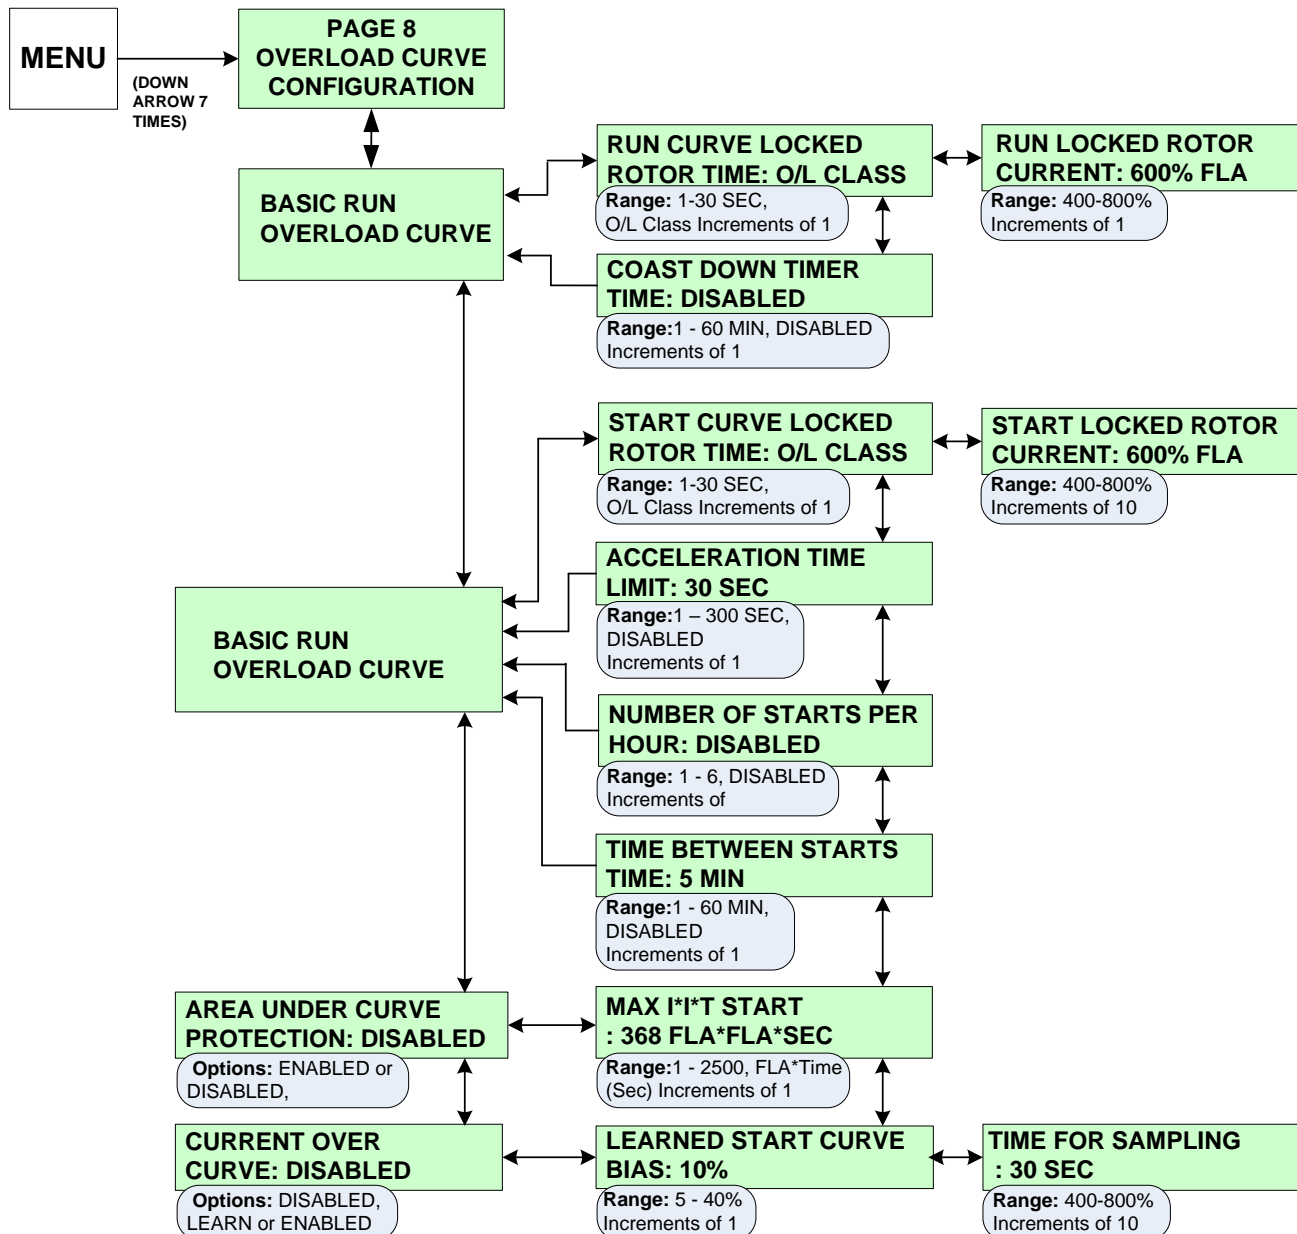 MENU
(DOWN
ARROW 7
TIMES)
PAGE 8
OVERLOAD CURVE
CONFIGURATION
BASIC RUN
OVERLOAD CURVE
RUN CURVE LOCKED
ROTOR TIME: O/L CLASS
Range: 1-30 SEC,
O/L Class Increments of 1
RUN LOCKED ROTOR
CURRENT: 600% FLA
Range: 400-800%
Increments of 1
COAST DOWN TIMER
TIME: DISABLED
Range:1 - 60 MIN, DISABLED
Increments of 1
START CURVE LOCKED
ROTOR TIME: O/L CLASS
Range: 1-30 SEC,
O/L Class Increments of 1
START LOCKED ROTOR
CURRENT: 600% FLA
Range: 400-800%
Increments of 10
ACCELERATION TIME
LIMIT: 30 SEC
Range:1 – 300 SEC,
DISABLED
Increments of 1
BASIC RUN
OVERLOAD CURVE
NUMBER OF STARTS PER
HOUR: DISABLED
Range: 1 - 6, DISABLED
Increments of
TIME BETWEEN STARTS
TIME: 5 MIN
Range:1 - 60 MIN,
DISABLED
Increments of 1
AREA UNDER CURVE
PROTECTION: DISABLED
Options: ENABLED or
DISABLED,
MAX I*I*T START
: 368 FLA*FLA*SEC
Range:1 - 2500, FLA*Time
(Sec) Increments of 1
CURRENT OVER
CURVE: DISABLED
Options: DISABLED,
LEARN or ENABLED
LEARNED START CURVE
BIAS: 10%
Range: 5 - 40%
Increments of 1
TIME FOR SAMPLING
: 30 SEC
Range: 400-800%
Increments of 10